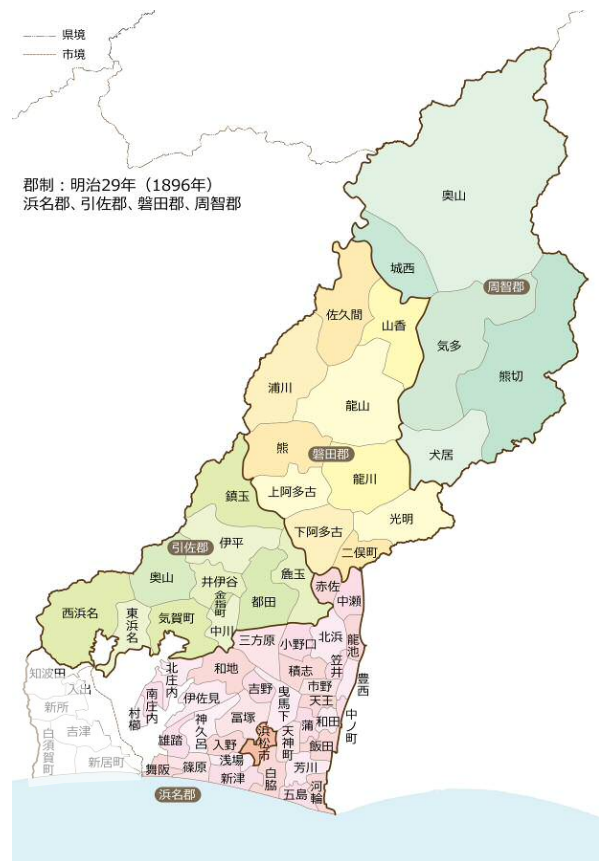 県境
市境
郡制：明治29年（1896年）
浜名郡、引佐郡、磐田郡、周智郡
奥山
城西
周智郡
佐久間
山香
気多
熊切
浦川
龍山
熊
磐田郡
犬居
鎮玉
上阿多古
龍川
光明
下阿多古
二俣町
伊平
引佐郡
奥山
井伊谷
麁玉
金指町
都田
赤佐
中瀬
西浜名
東浜名
気賀町
中川
三方原
小野口
北浜
龍池
笠井
豊西
知波田
入出
新所
吉津
白須賀町
新居町
北庄内
南庄内
村櫛
和地
伊佐見
吉野
積志
市野
天王
曳馬下
神久呂
富塚
浜松市
天神町
蒲
和田
中ノ町
雄踏
入野
浅場
飯田
舞阪
篠原
新津
白脇
芳川
五島
河輪
浜名郡